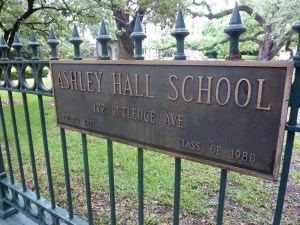 ASHLEY HALL SCHOOL
172 RUTLEDGE AVE
CLASS OF 1980